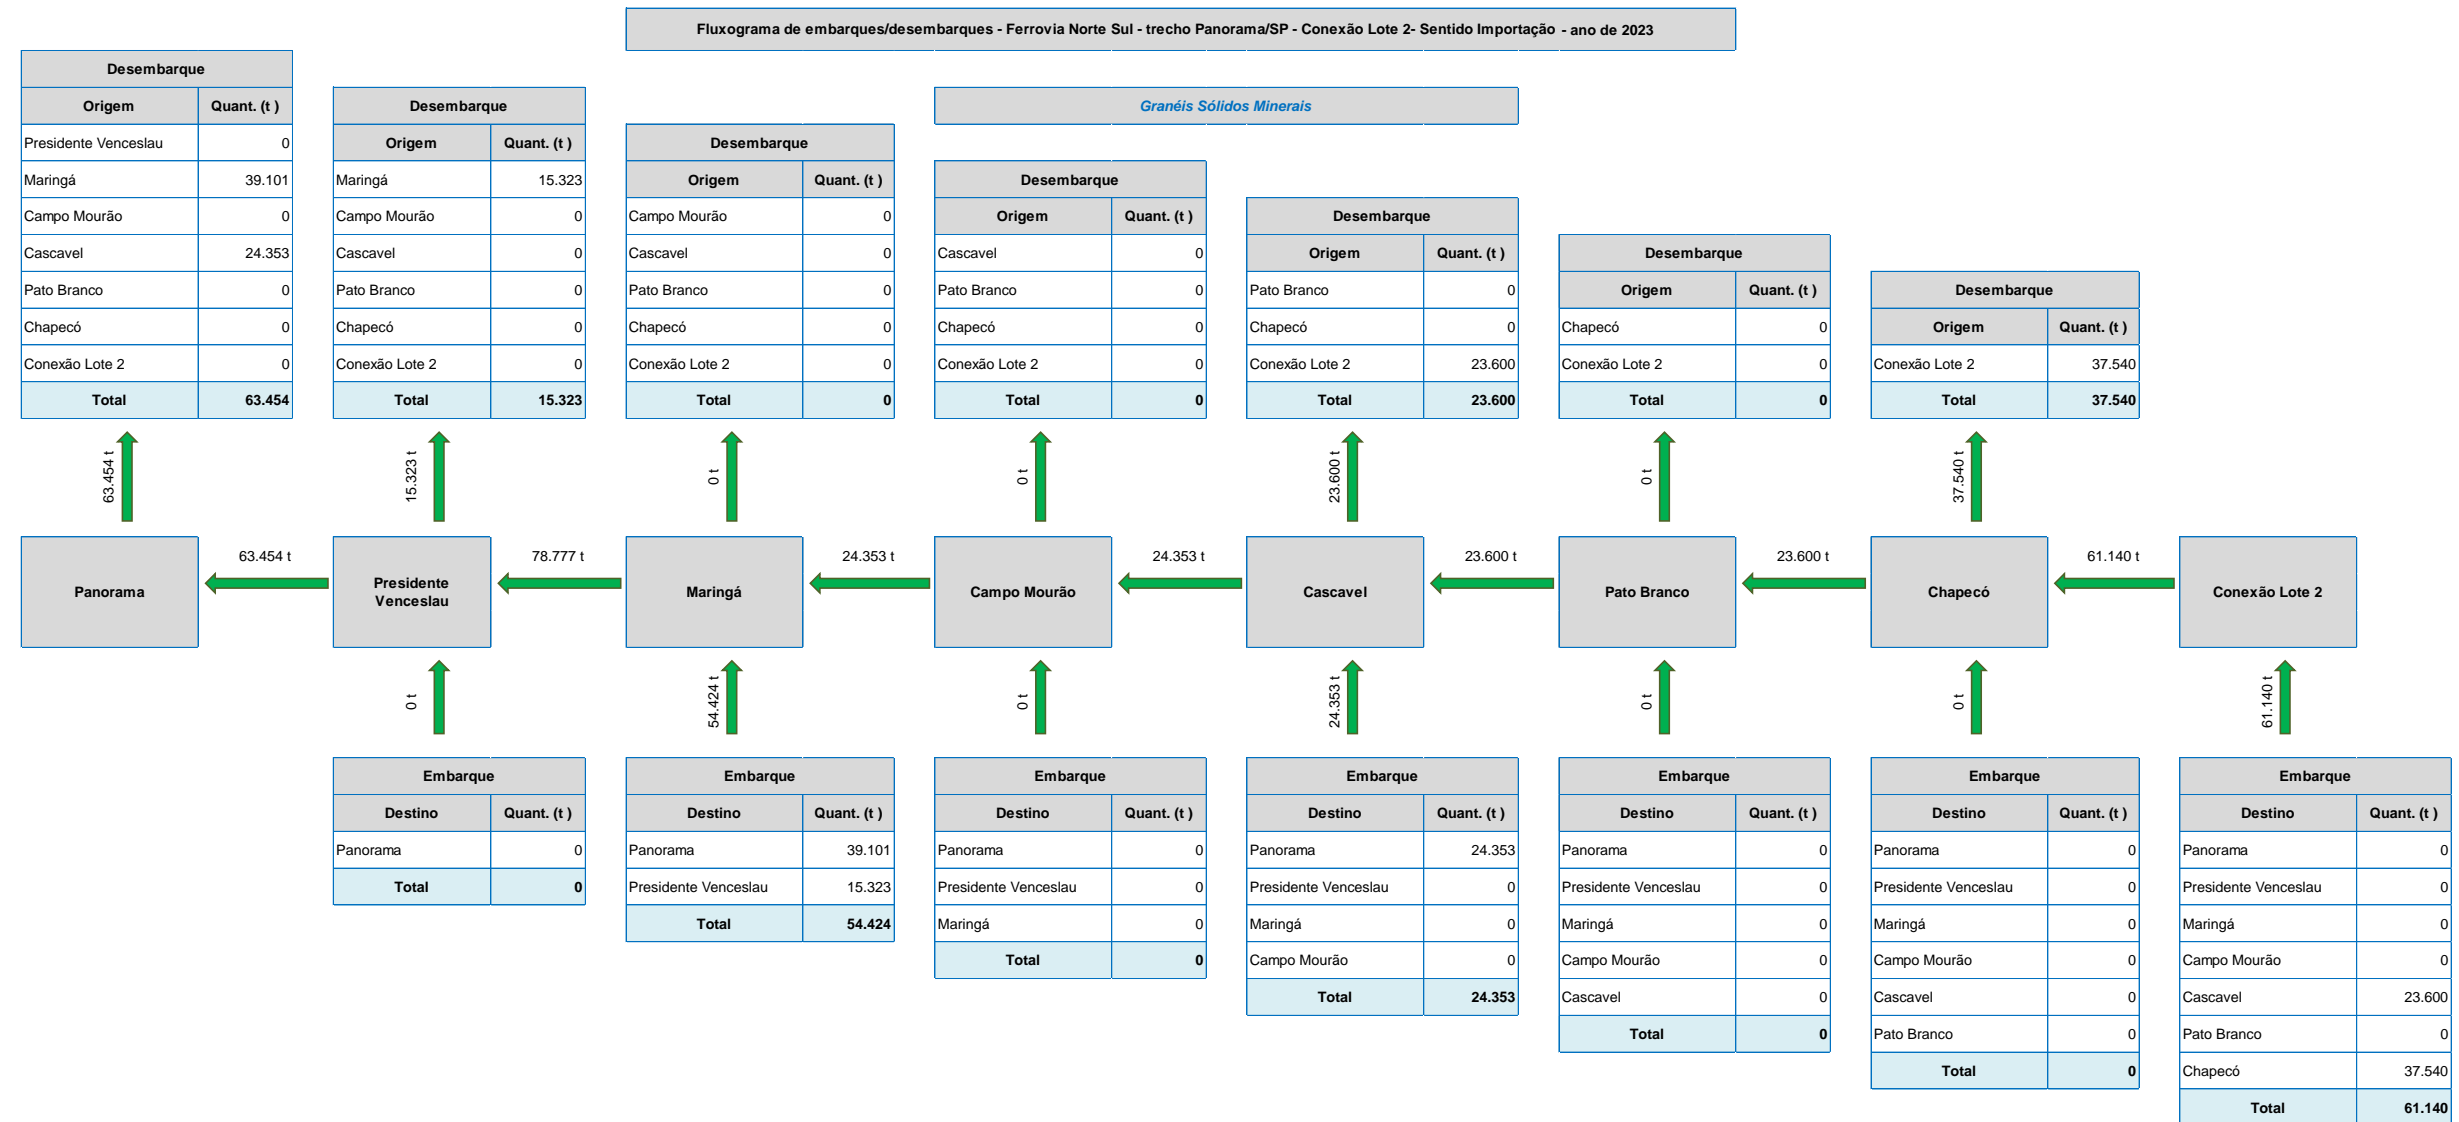 Fluxograma de embarques/desembarques - Ferrovia Norte Sul - trecho Panorama/SP - Conexão Lote 2- Sentido Importação - ano de 2023
Granéis Sólidos Minerais
Desembarque
Origem Quant. (t )
Presidente Venceslau 0
Maringá 39.101
Campo Mourão 0
Cascavel 24.353
Pato Branco 0
Chapecó 0
Conexão Lote 2 0
Total 63.454
Desembarque
Origem Quant. (t )
Maringá 15.323
Campo Mourão 0
Cascavel 0
Pato Branco 0
Chapecó 0
Conexão Lote 2 0
Total 15.323
Desembarque
Origem Quant. (t )
Campo Mourão 0
Cascavel 0
Pato Branco 0
Chapecó 0
Conexão Lote 2 0
Total 0
Desembarque
Origem Quant. (t )
Cascavel 0
Pato Branco 0
Chapecó 0
Conexão Lote 2 0
Total 0
Desembarque
Origem Quant. (t )
Pato Branco 0
Chapecó 0
Conexão Lote 2 23.600
Total 23.600
Desembarque
Origem Quant. (t )
Chapecó 0
Conexão Lote 2 0
Total 0
Desembarque
Origem Quant. (t )
Conexão Lote 2 37.540
Total 37.540
63.454 t
15.323 t
0 t
0 t
23.600 t
0 t
37.540 t
Panorama
63.454 t
Presidente
Venceslau
78.777 t
Maringá
24.353 t
Campo Mourão
24.353 t
Cascavel
23.600 t
Pato Branco
23.600 t
Chapecó
61.140 t
Conexão Lote 2
0 t
54.424 t
0 t
24.353 t
0 t
0 t
61.140 t
Embarque
Destino Quant. (t )
Panorama 0
Total 0
Embarque
Destino Quant. (t )
Panorama 39.101
Presidente Venceslau 15.323
Total 54.424
Embarque
Destino Quant. (t )
Panorama 0
Presidente Venceslau 0
Maringá 0
Total 0
Embarque
Destino Quant. (t )
Panorama 24.353
Presidente Venceslau 0
Maringá 0
Campo Mourão 0
Total 24.353
Embarque
Destino Quant. (t )
Panorama 0
Presidente Venceslau 0
Maringá 0
Campo Mourão 0
Cascavel 0
Total 0
Embarque
Destino Quant. (t )
Panorama 0
Presidente Venceslau 0
Maringá 0
Campo Mourão 0
Cascavel 0
Pato Branco 0
Total 0
Embarque
Destino Quant. (t )
Panorama 0
Presidente Venceslau 0
Maringá 0
Campo Mourão 0
Cascavel 23.600
Pato Branco 0
Chapecó 37.540
Total 61.140